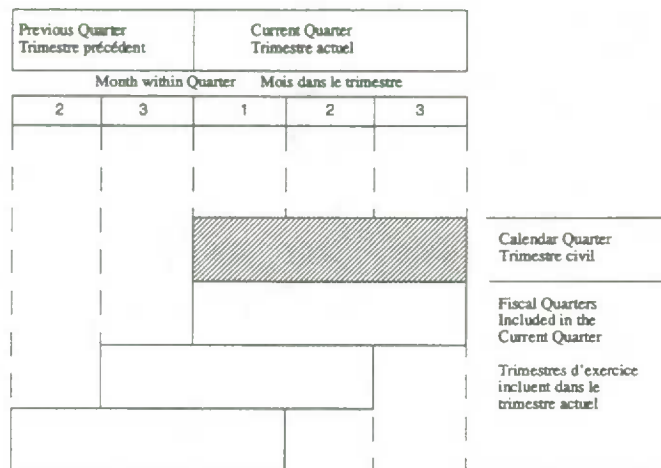 Previous Quarter
Trimestre précédent
Current Quarter
Trimestre actuel
Month within Quarter Mois dans le trimestre
2 3 1 2 3
Calendar Quarter
Trimestre civil
Fiscal Quarters
Included in the
Current Quarter
Trimestres d'exercice
incluent dans le
trimestre actuel